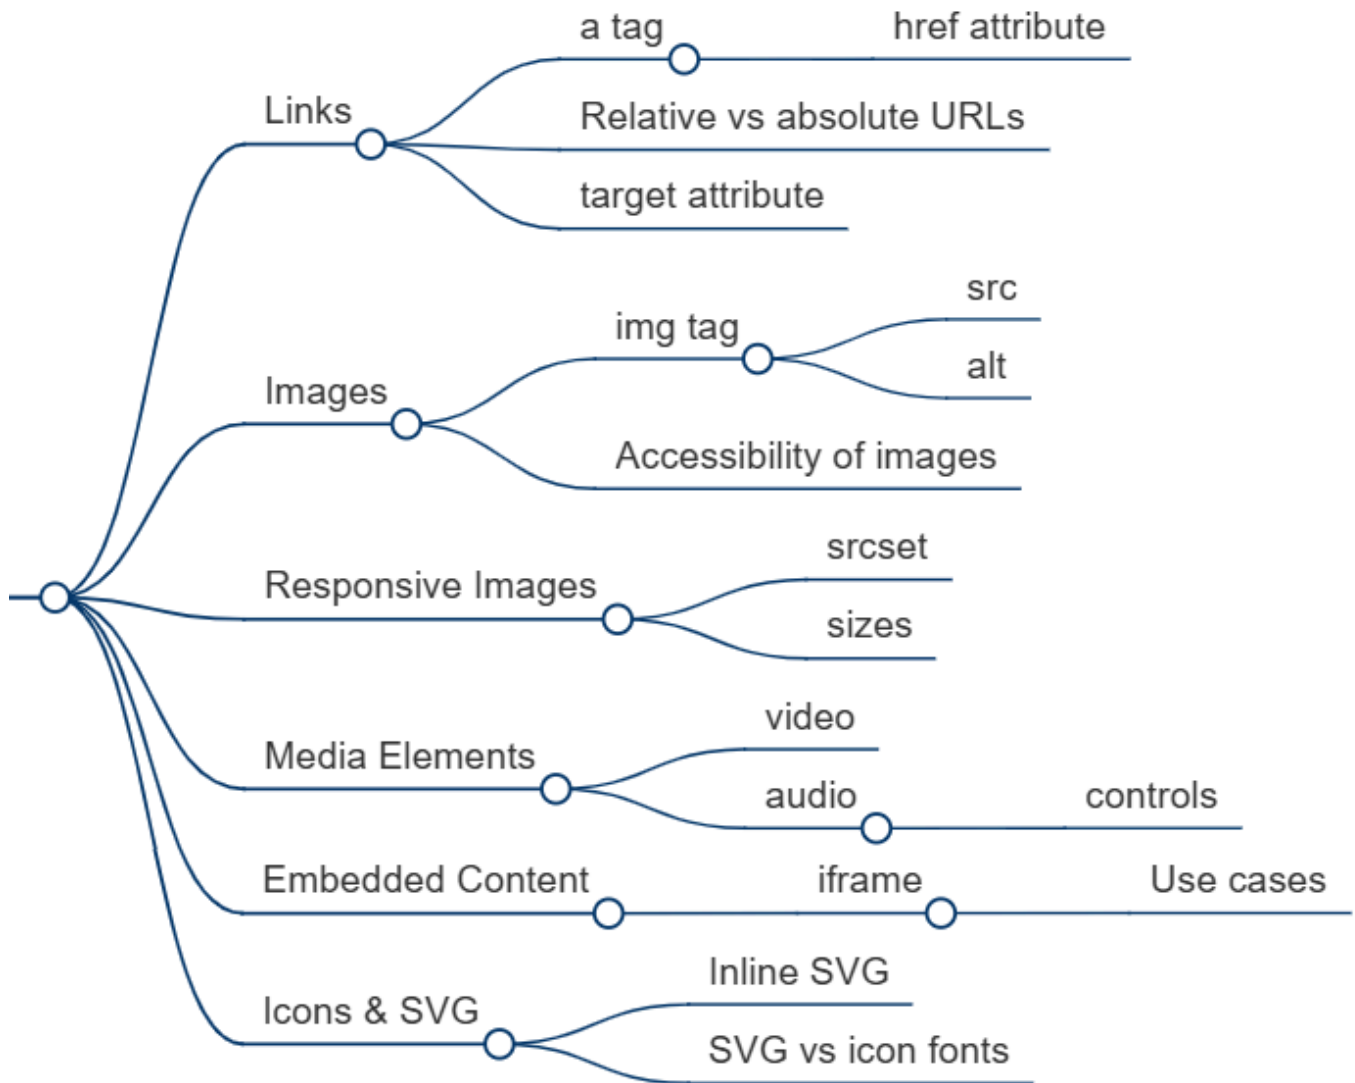 a tag
href attribute
Links
Relative vs absolute URLs
target attribute
src
img tag
alt
Images
Accessibility of images
srcset
Responsive Images
sizes
video
Media Elements
audio
controls
Embedded Content
iframe
Use cases
Inline SVG
Icons & SVG
SVG vs icon fonts